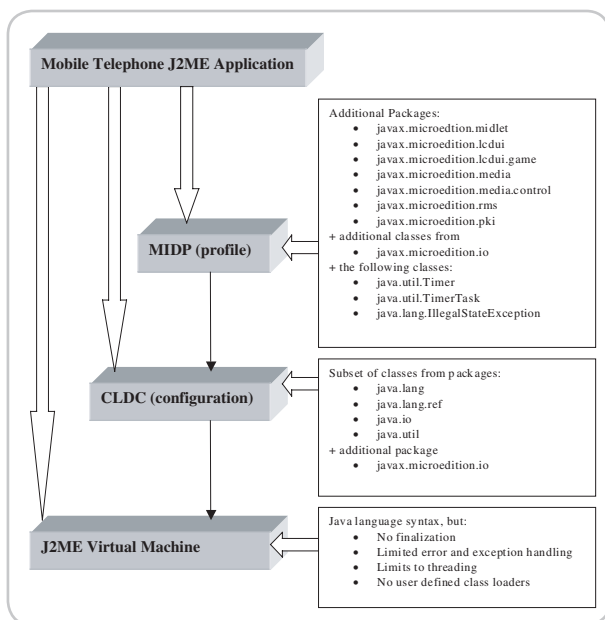 Mobile Telephone J2ME Application
Additional Packages:
• javax.microedtion.midlet
• javax.microedition.lcdui
• javax.microedition.lcdui.game
• javax.microedition.media
• javax.microedition.media.control
• javax.microedition.rms
• javax.microedition.pki
+ additional classes from
• javax.microedition.io
+ the following classes:
• java.util.Timer
• java.util.TimerTask
• java.lang.IllegalStateException
MIDP (profile)
Subset of classes from packages:
• java.lang
• java.lang.ref
• java.io
• java.util
+ additional package
• javax.microedition.io
CLDC (configuration)
Java language syntax, but:
• No finalization
• Limited error and exception handling
• Limits to threading
• No user defined class loaders
J2ME Virtual Machine